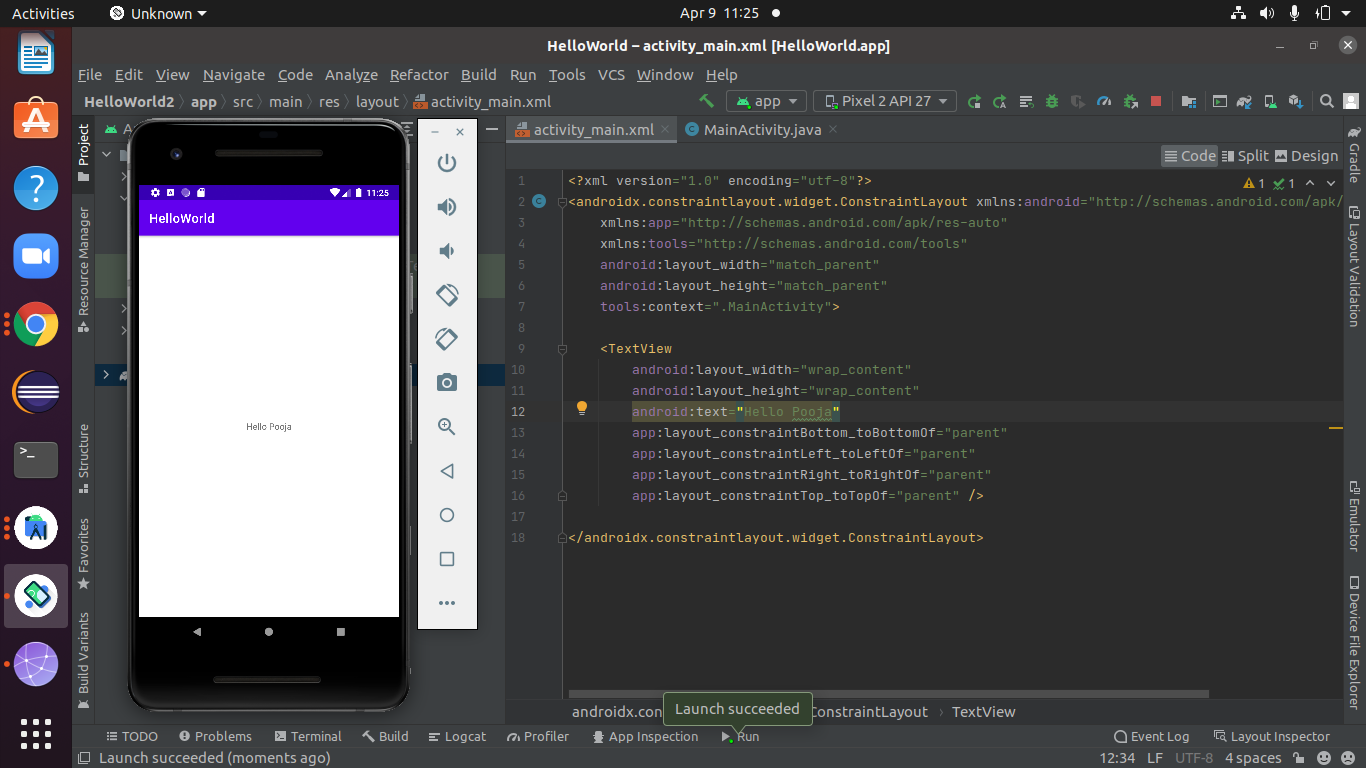 Activities Unknown Apr 9 11:25
HelloWorld – activity_main.xml [HelloWorld.app]
File Edit View Navigate Code Analyze Refactor Build Run Tools VCS Window Help
HelloWorld2 app src main res layout activity_main.xml app Pixel 2 API 27
activity_main.xml MainActivity.java
Code Split Design
1 1
Project
Resource Manager
Structure
Favorites
Build Variants
11:25
HelloWorld
Hello Pooja
1 <?xml version="1.0" encoding="utf-8"?>
2 <androidx.constraintlayout.widget.ConstraintLayout xmlns:android="http://schemas.android.com/apk/
3 xmlns:app="http://schemas.android.com/apk/res-auto"
4 xmlns:tools="http://schemas.android.com/tools"
5 android:layout_width="match_parent"
6 android:layout_height="match_parent"
7 tools:context=".MainActivity">
8
9 <TextView
10 android:layout_width="wrap_content"
11 android:layout_height="wrap_content"
12 android:text="Hello Pooja"
13 app:layout_constraintBottom_toBottomOf="parent"
14 app:layout_constraintLeft_toLeftOf="parent"
15 app:layout_constraintRight_toRightOf="parent"
16 app:layout_constraintTop_toTopOf="parent" />
17
18 </androidx.constraintlayout.widget.ConstraintLayout>
Gradle
Layout Validation
Emulator
Device File Explorer
Launch succeeded
androidx.con ConstraintLayout › TextView
TODO Problems Terminal Build Logcat Profiler App Inspection Run Event Log Layout Inspector
Launch succeeded (moments ago) 12:34 LF UTF-8 4 spaces